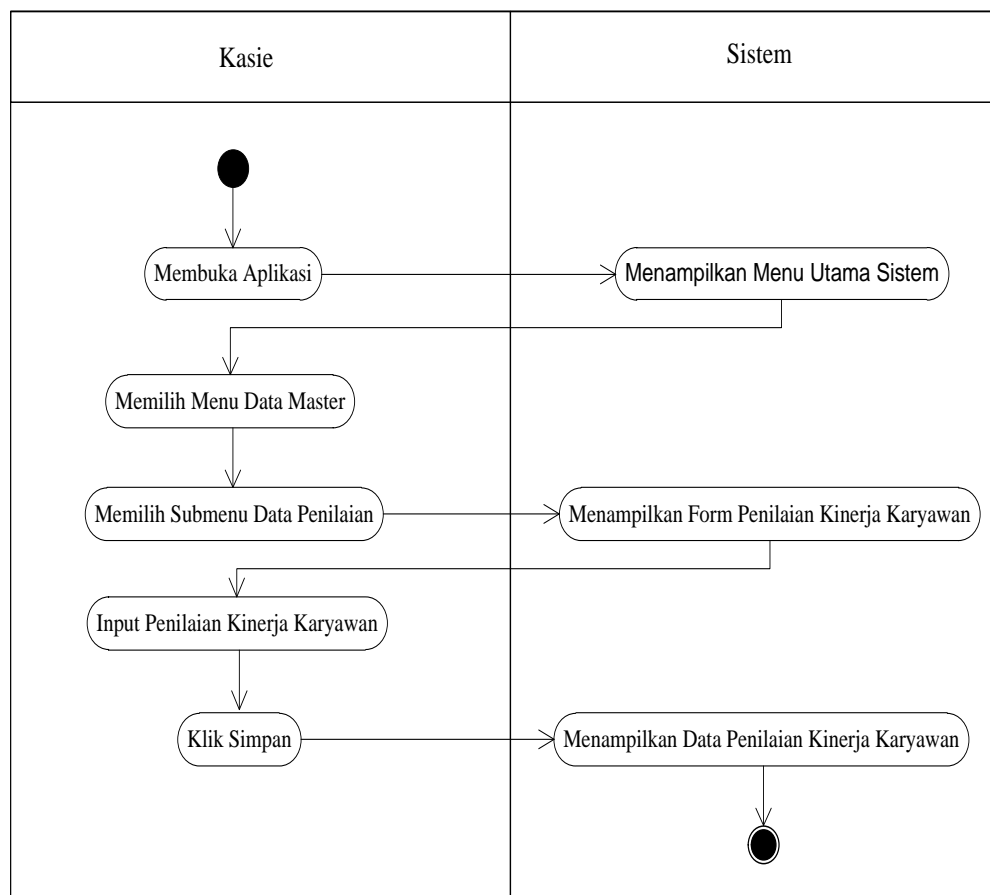 Kasie
Sistem
Membuka Aplikasi
Menampilkan Menu Utama Sistem
Memilih Menu Data Master
Memilih Submenu Data Penilaian
Menampilkan Form Penilaian Kinerja Karyawan
Input Penilaian Kinerja Karyawan
Klik Simpan
Menampilkan Data Penilaian Kinerja Karyawan